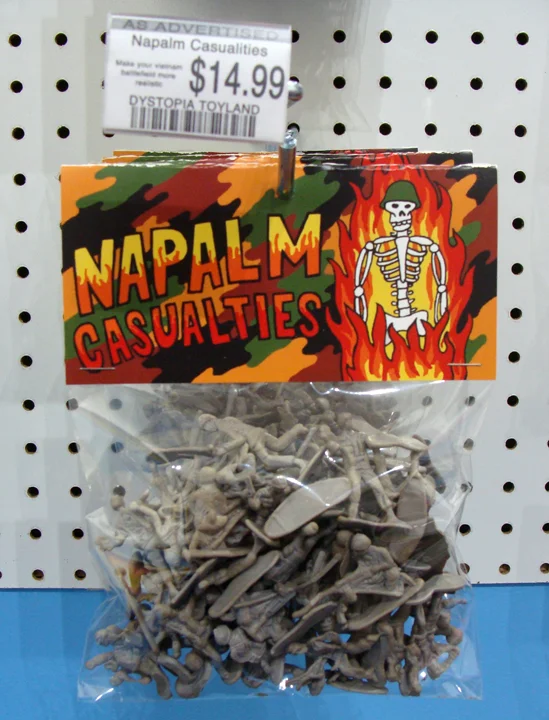 AS ADVERTISED
Napalm Casualities
Make your vietnam
battlefield more
realistic
$14.99
DYSTOPIA TOYLAND
NAPALM
CASUALTIES